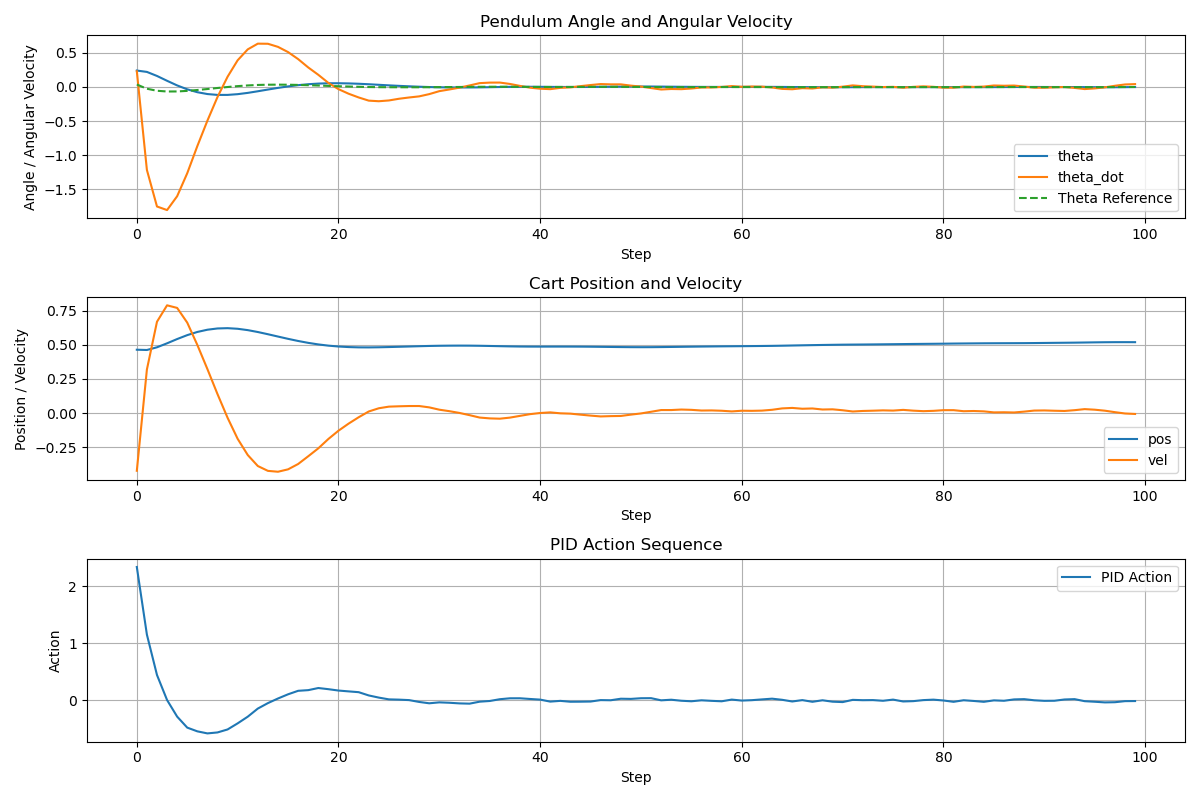 Pendulum Angle and Angular Velocity
Angle / Angular Velocity
0.5
0.0
−0.5
−1.0
−1.5
theta
theta_dot
Theta Reference
0 20 40 60 80 100
Step
Cart Position and Velocity
Position / Velocity
0.75
0.50
0.25
0.00
−0.25
pos
vel
0 20 40 60 80 100
Step
PID Action Sequence
Action
2
1
0
PID Action
0 20 40 60 80 100
Step